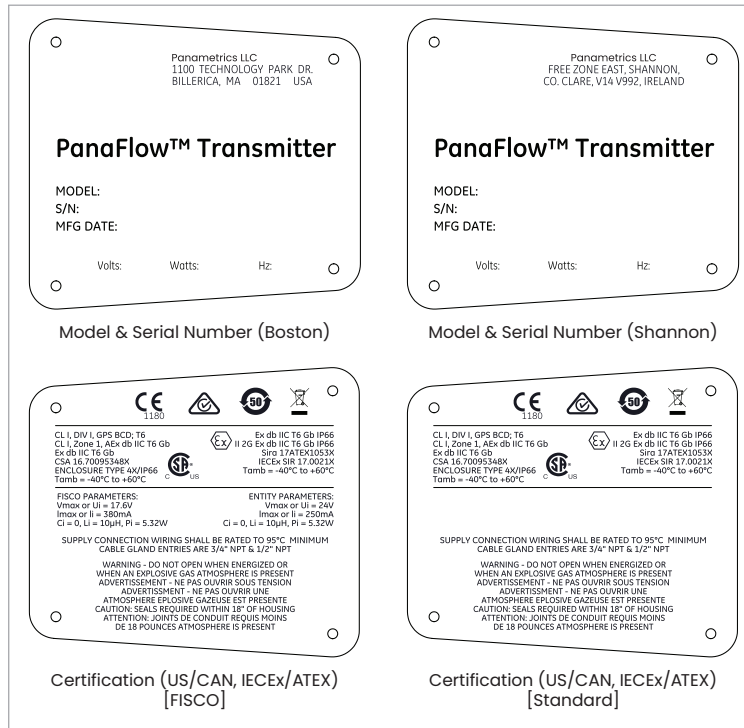 Panametrics LLC
1100 TECHNOLOGY PARK DR.
BILLERICA, MA 01821 USA
PanaFlow™ Transmitter
MODEL:
S/N:
MFG DATE:
Volts: Watts: Hz:
Model & Serial Number (Boston)
Panametrics LLC
FREE ZONE EAST, SHANNON,
CO. CLARE, V14 V992, IRELAND
PanaFlow™ Transmitter
MODEL:
S/N:
MFG DATE:
Volts: Watts: Hz:
Model & Serial Number (Shannon)
CE
1180
50
CL I, DIV I, GPS BCD; T6
CL I, Zone 1, AEx db IIC T6 Gb
Ex db IIC T6 Gb
CSA 16.70095348X
ENCLOSURE TYPE 4X/IP66
Tamb = -40°C to +60°C
C SA® US
Ex
Ex db IIC T6 Gb IP66
II 2G Ex db IIC T6 Gb IP66
Sira 17ATEX1053X
IECEx SIR 17.0021X
Tamb = -40°C to +60°C
FISCO PARAMETERS:
Vmax or Ui = 17.6V
Imax or Ii = 380mA
Ci = 0, Li = 10µH, Pi = 5.32W
ENTITY PARAMETERS:
Vmax or Ui = 24V
Imax or Ii = 250mA
Ci = 0, Li = 10µH, Pi = 5.32W
SUPPLY CONNECTION WIRING SHALL BE RATED TO 95°C MINIMUM
CABLE GLAND ENTRIES ARE 3/4" NPT & 1/2" NPT
WARNING - DO NOT OPEN WHEN ENERGIZED OR
WHEN AN EXPLOSIVE GAS ATMOSPHERE IS PRESENT
ADVERTISSEMENT - NE PAS OUVRIR SOUS TENSION
ADVERTISSMENT - NE PAS OUVRIR UNE
ATMOSPHERE EPLOSIVE GAZEUSE EST PRESENTE
CAUTION: SEALS REQUIRED WITHIN 18" OF HOUSING
ATTENTION: JOINTS DE CONDUIT REQUIS MOINS
DE 18 POUNCES ATMOSPHERE IS PRESENT
Certification (US/CAN, IECEx/ATEX)
[FISCO]
CE
1180
50
CL I, DIV I, GPS BCD; T6
CL I, Zone 1, AEx db IIC T6 Gb
Ex db IIC T6 Gb
CSA 16.70095348X
ENCLOSURE TYPE 4X/IP66
Tamb = -40°C to +60°C
C SA® US
Ex
Ex db IIC T6 Gb IP66
II 2G Ex db IIC T6 Gb IP66
Sira 17ATEX1053X
IECEx SIR 17.0021X
Tamb = -40°C to +60°C
SUPPLY CONNECTION WIRING SHALL BE RATED TO 95°C MINIMUM
CABLE GLAND ENTRIES ARE 3/4" NPT & 1/2" NPT
WARNING - DO NOT OPEN WHEN ENERGIZED OR
WHEN AN EXPLOSIVE GAS ATMOSPHERE IS PRESENT
ADVERTISSEMENT - NE PAS OUVRIR SOUS TENSION
ADVERTISSMENT - NE PAS OUVRIR UNE
ATMOSPHERE EPLOSIVE GAZEUSE EST PRESENTE
CAUTION: SEALS REQUIRED WITHIN 18" OF HOUSING
ATTENTION: JOINTS DE CONDUIT REQUIS MOINS
DE 18 POUNCES ATMOSPHERE IS PRESENT
Certification (US/CAN, IECEx/ATEX)
[Standard]